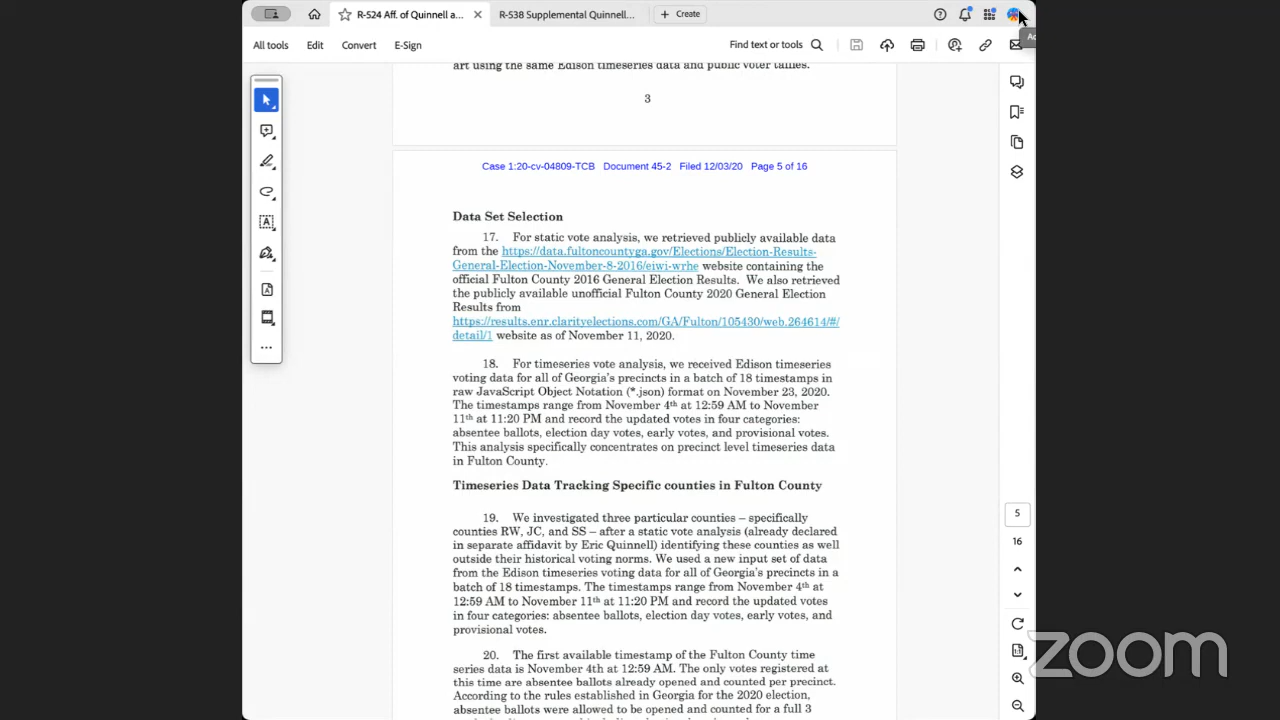 R-524 Aff. of Quinnell a...
R-538 Supplemental Quinnell...
Create
All tools
Edit
Convert
E-Sign
Find text or tools
art using the same Edison timeseries data and public voter tallies.
3
Case 1:20-cv-04809-TCB Document 45-2 Filed 12/03/20 Page 5 of 16
Data Set Selection
17. For static vote analysis, we retrieved publicly available data
from the https://data.fultoncountyga.gov/Elections/Election-Results-
General-Election-November-8-2016/eiwi-wrhe website containing the
official Fulton County 2016 General Election Results. We also retrieved
the publicly available unofficial Fulton County 2020 General Election
Results from
https://results.enr.clarityelections.com/GA/Fulton/105430/web.264614/#/
detail/1 website as of November 11, 2020.
18. For timeseries vote analysis, we received Edison timeseries
voting data for all of Georgia's precincts in a batch of 18 timestamps in
raw JavaScript Object Notation (*.json) format on November 23, 2020.
The timestamps range from November 4th at 12:59 AM to November
11th at 11:20 PM and record the updated votes in four categories:
absentee ballots, election day votes, early votes, and provisional votes.
This analysis specifically concentrates on precinct level timeseries data
in Fulton County.
Timeseries Data Tracking Specific counties in Fulton County
19. We investigated three particular counties – specifically
counties RW, JC, and SS – after a static vote analysis (already declared
in separate affidavit by Eric Quinnell) identifying these counties as well
outside their historical voting norms. We used a new input set of data
from the Edison timeseries voting data for all of Georgia's precincts in a
batch of 18 timestamps. The timestamps range from November 4th at
12:59 AM to November 11th at 11:20 PM and record the updated votes
in four categories: absentee ballots, election day votes, early votes, and
provisional votes.
20. The first available timestamp of the Fulton County time
series data is November 4th at 12:59 AM. The only votes registered at
this time are absentee ballots already opened and counted per precinct.
According to the rules established in Georgia for the 2020 election,
absentee ballots were allowed to be opened and counted for a full 3
5
16
zoom